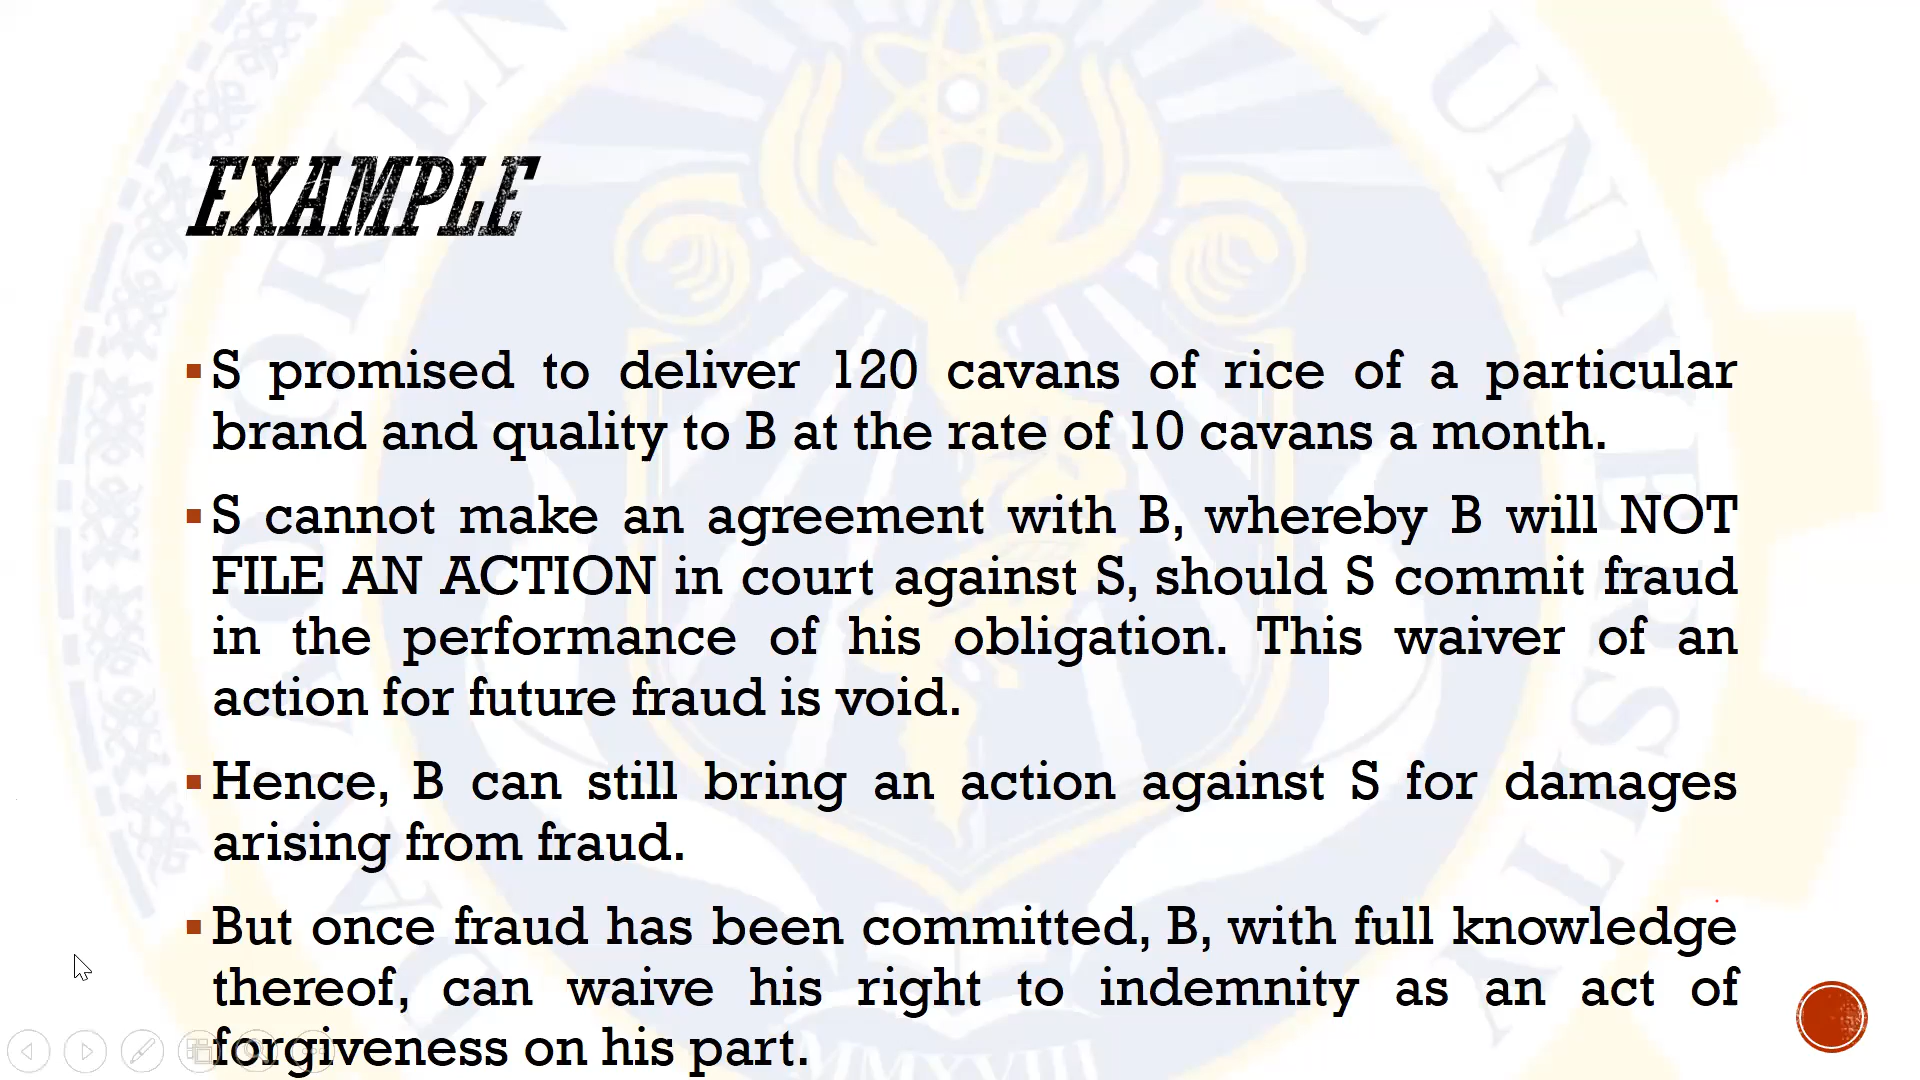 EXAMPLE
S promised to deliver 120 cavans of rice of a particular
brand and quality to B at the rate of 10 cavans a month.
S cannot make an agreement with B, whereby B will NOT
FILE AN ACTION in court against S, should S commit fraud
in the performance of his obligation. This waiver of an
action for future fraud is void.
Hence, B can still bring an action against S for damages
arising from fraud.
But once fraud has been committed, B, with full knowledge
thereof, can waive his right to indemnity as an act of
forgiveness on his part.
MMXVIII